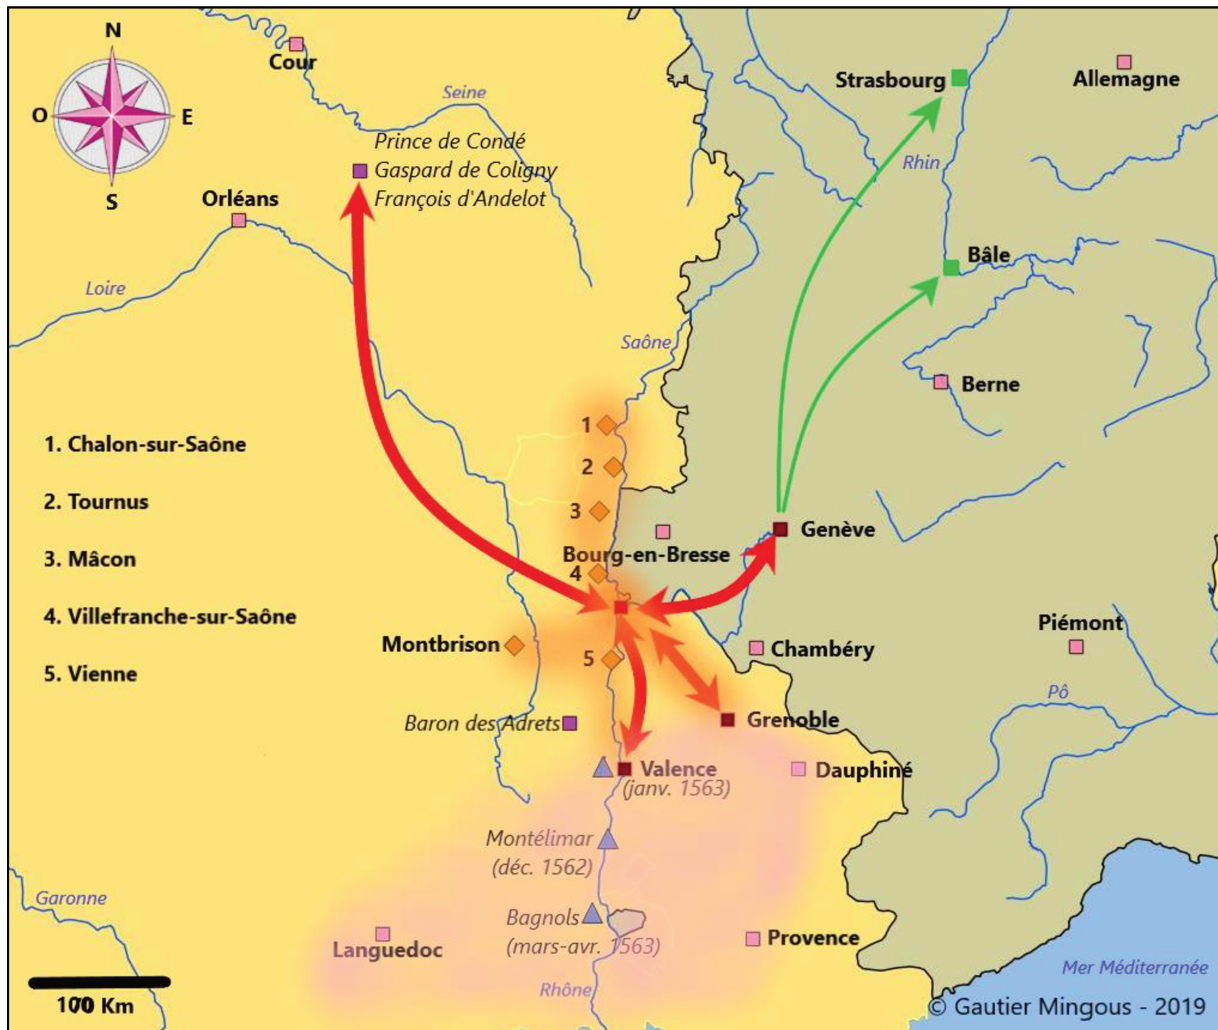 N
O
E
S
Cour
Seine
Prince de Condé
Gaspard de Coligny
François d'Andelot
Orléans
Loire
Strasbourg
Allemagne
Rhin
Bâle
Saône
Berne
1
2
3
4
5
1. Chalon-sur-Saône
2. Tournus
3. Mâcon
4. Villefranche-sur-Saône
5. Vienne
Genève
Bourg-en-Bresse
Montbrison
Chambéry
Piémont
Pô
Baron des Adrets
Grenoble
Valence
(janv. 1563)
Dauphiné
Montélimar
(déc. 1562)
Garonne
Bagnols
(mars-avr. 1563)
Languedoc
Provence
Rhône
Mer Méditerranée
100 Km
© Gautier Mingous - 2019